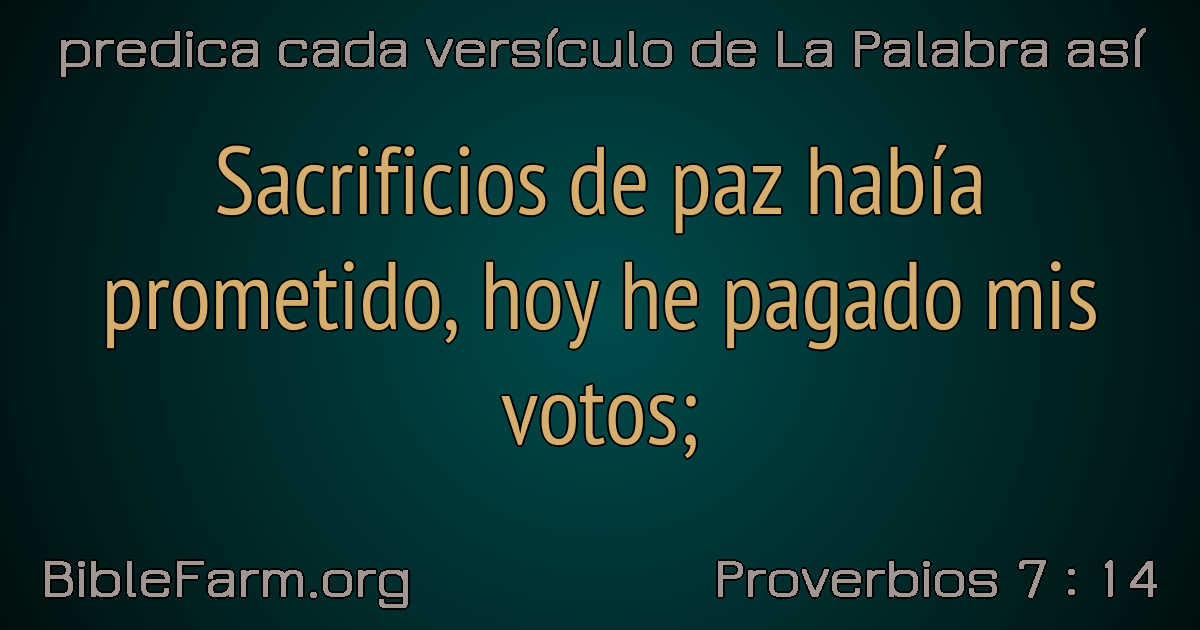 predica cada versículo de La Palabra así
Sacrificios de paz había
prometido, hoy he pagado mis
votos;
BibleFarm.org
Proverbios 7 : 14